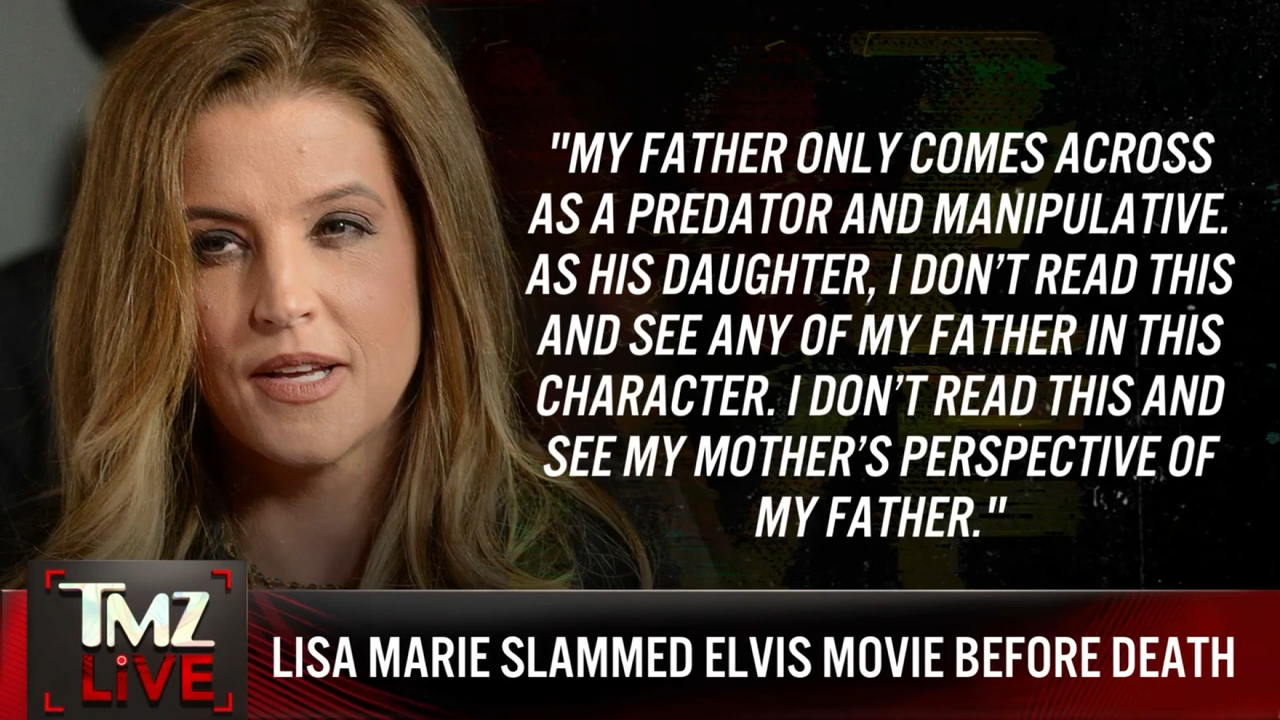 "MY FATHER ONLY COMES ACROSS
AS A PREDATOR AND MANIPULATIVE.
AS HIS DAUGHTER, I DON’T READ THIS
AND SEE ANY OF MY FATHER IN THIS
CHARACTER. I DON’T READ THIS AND
SEE MY MOTHER’S PERSPECTIVE OF
MY FATHER."
TMZ
LiVE
LISA MARIE SLAMMED ELVIS MOVIE BEFORE DEATH